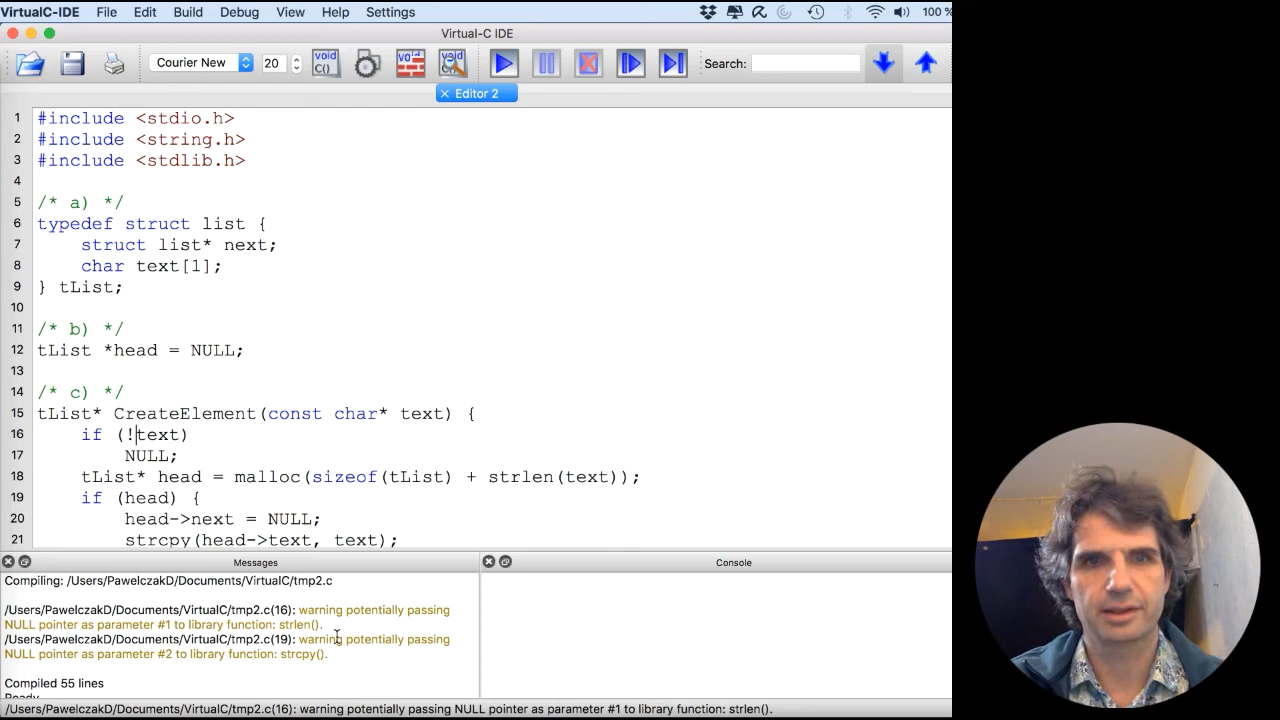 VirtualC-IDE File Edit Build Debug View Help Settings 100 %
Virtual-C IDE
Courier New 20 void C() void Search:
Editor 2
1 #include <stdio.h>
2 #include <string.h>
3 #include <stdlib.h>
4
5 /* a) */
6 typedef struct list {
7 struct list* next;
8 char text[1];
9 } tList;
10
11 /* b) */
12 tList *head = NULL;
13
14 /* c) */
15 tList* CreateElement(const char* text) {
16 if (!text)
17 NULL;
18 tList* head = malloc(sizeof(tList) + strlen(text));
19 if (head) {
20 head->next = NULL;
21 strcpy(head->text, text);
Messages
Compiling: /Users/PawelczakD/Documents/VirtualC/tmp2.c
/Users/PawelczakD/Documents/VirtualC/tmp2.c(16): warning potentially passing
NULL pointer as parameter #1 to library function: strlen().
/Users/PawelczakD/Documents/VirtualC/tmp2.c(19): warning potentially passing
NULL pointer as parameter #2 to library function: strcpy().
Compiled 55 lines
Ready
Console
/Users/PawelczakD/Documents/VirtualC/tmp2.c(16): warning potentially passing NULL pointer as parameter #1 to library function: strlen().